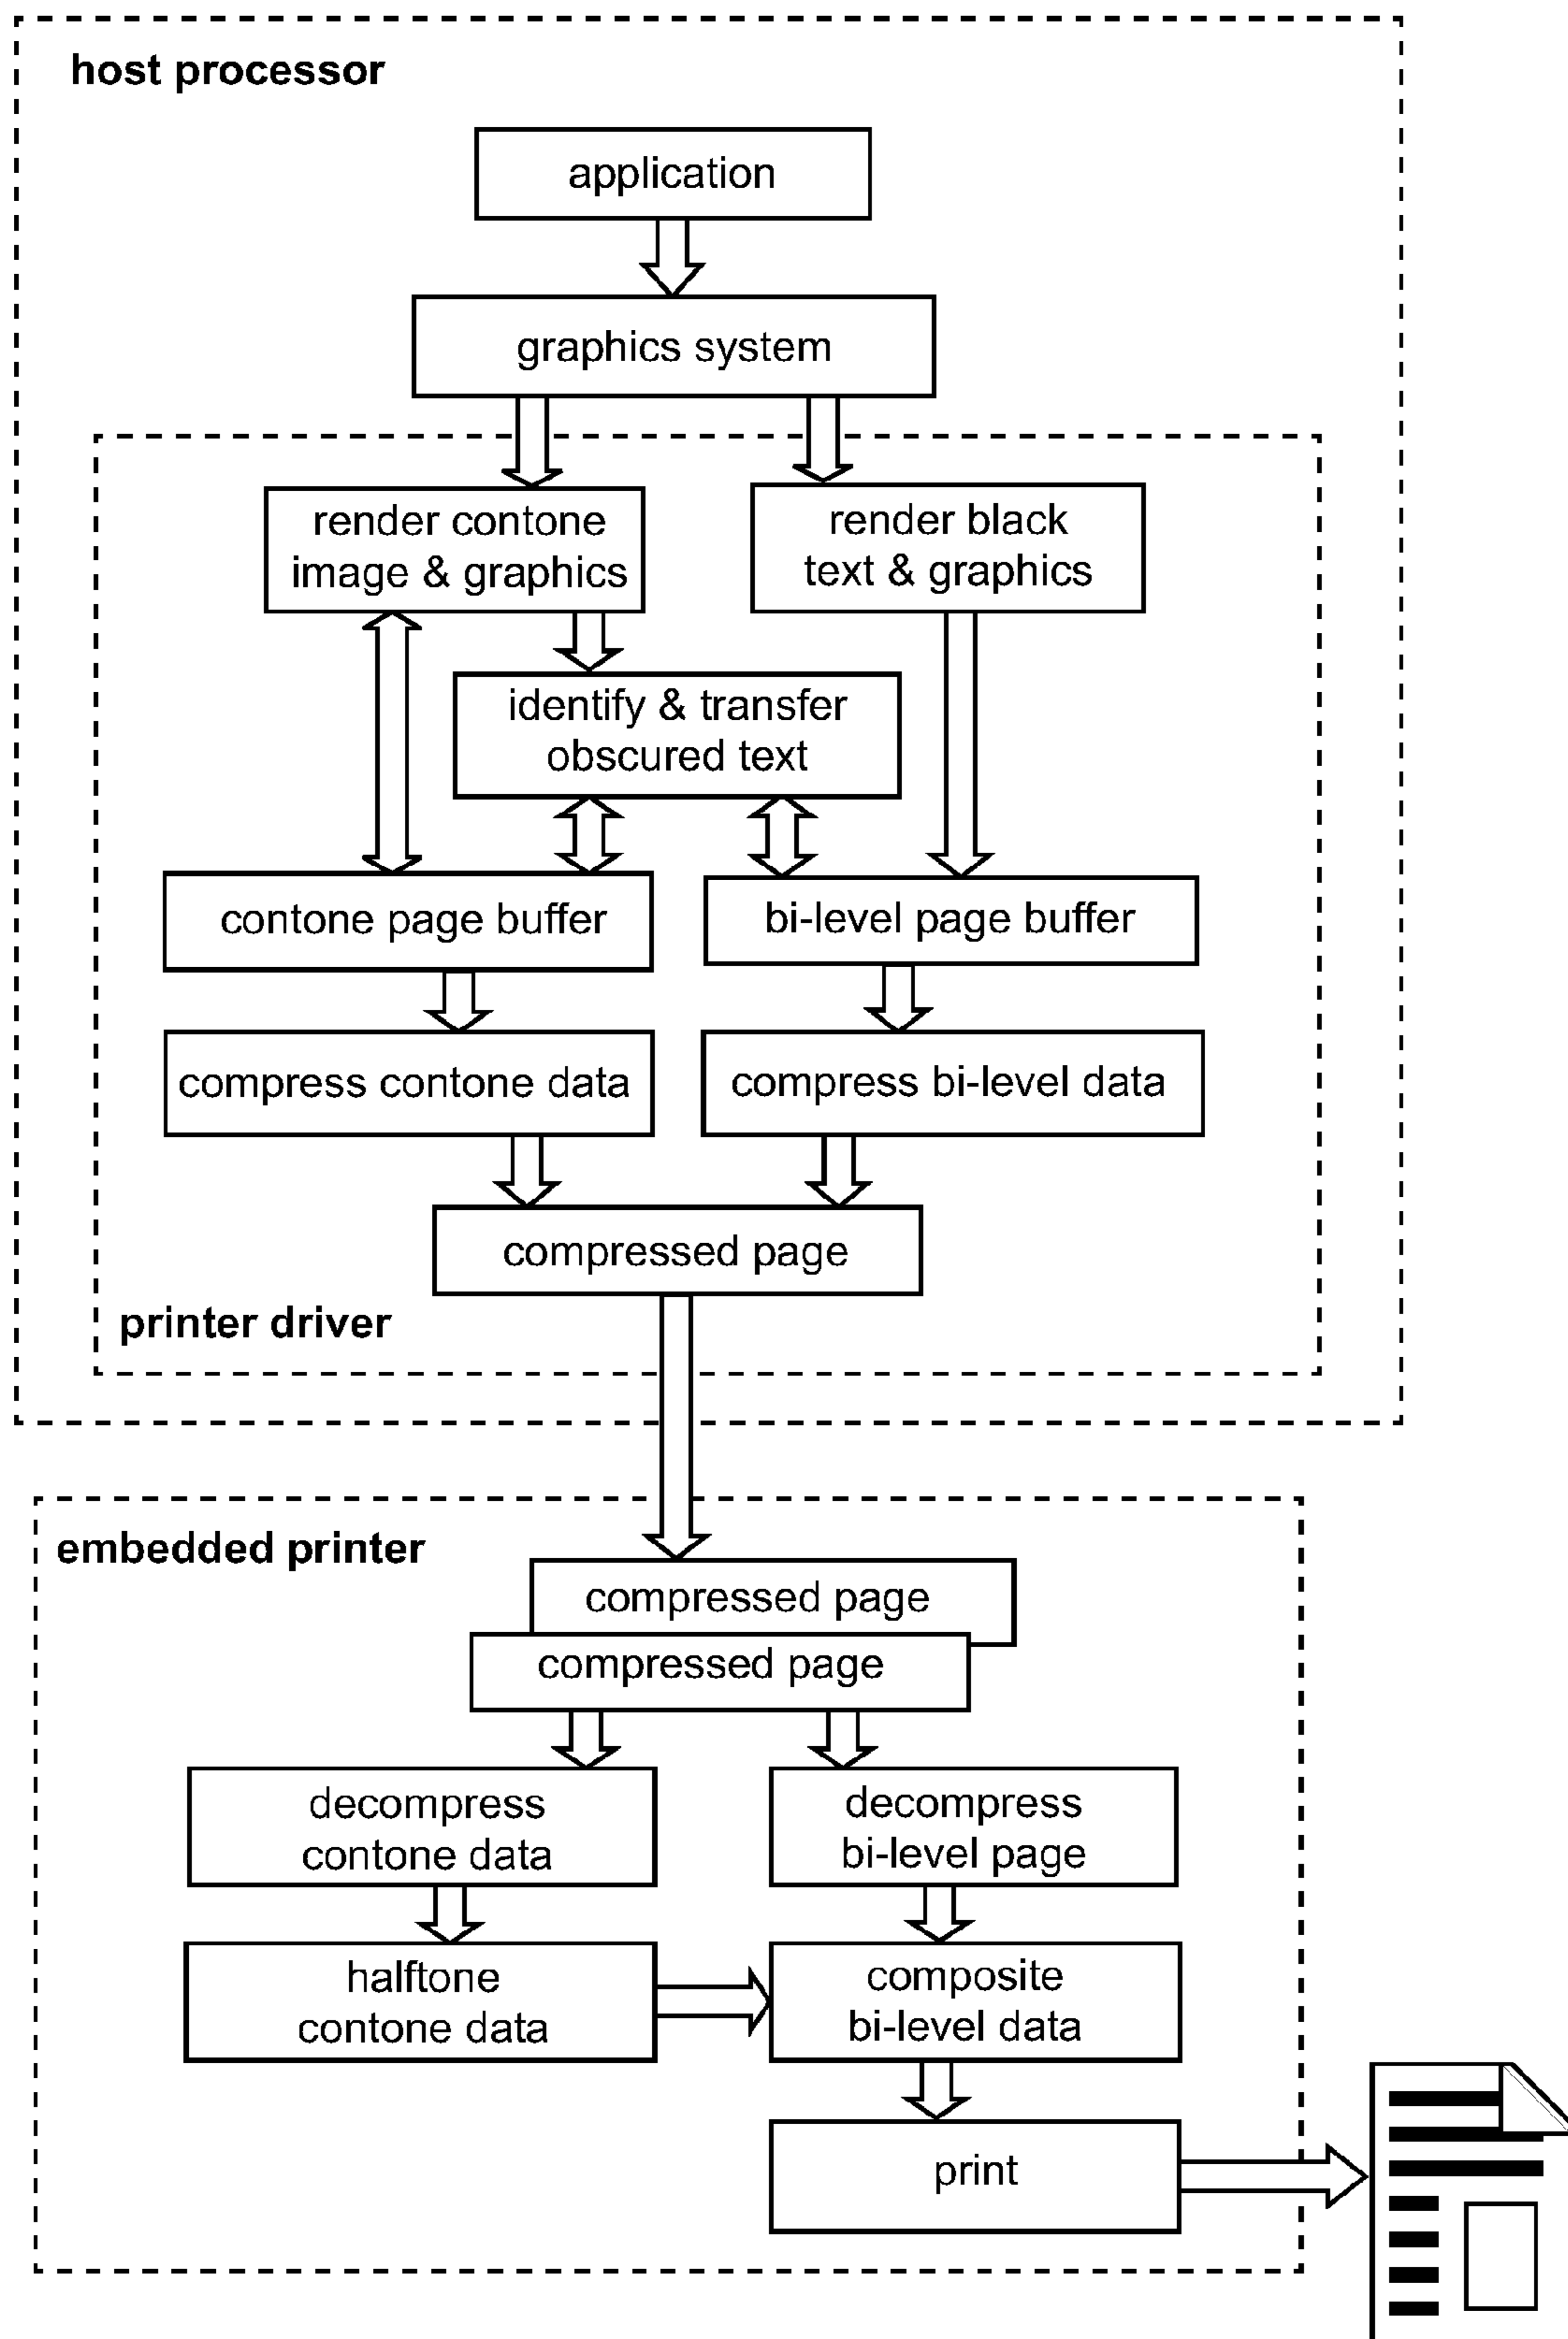 host processor
application
graphics system
render contone
image & graphics
render black
text & graphics
identify & transfer
obscured text
contone page buffer
bi-level page buffer
compress contone data
compress bi-level data
compressed page
printer driver
embedded printer
compressed page
compressed page
decompress
contone data
decompress
bi-level page
halftone
contone data
composite
bi-level data
print